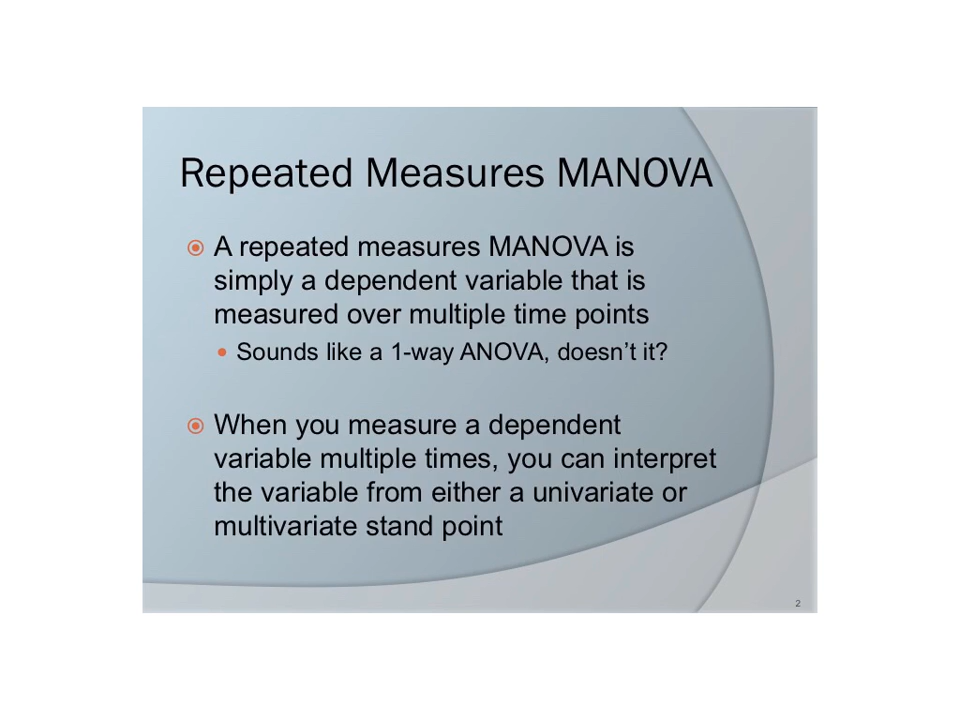 Repeated Measures MANOVA
A repeated measures MANOVA is
simply a dependent variable that is
measured over multiple time points
Sounds like a 1-way ANOVA, doesn’t it?
When you measure a dependent
variable multiple times, you can interpret
the variable from either a univariate or
multivariate stand point
2